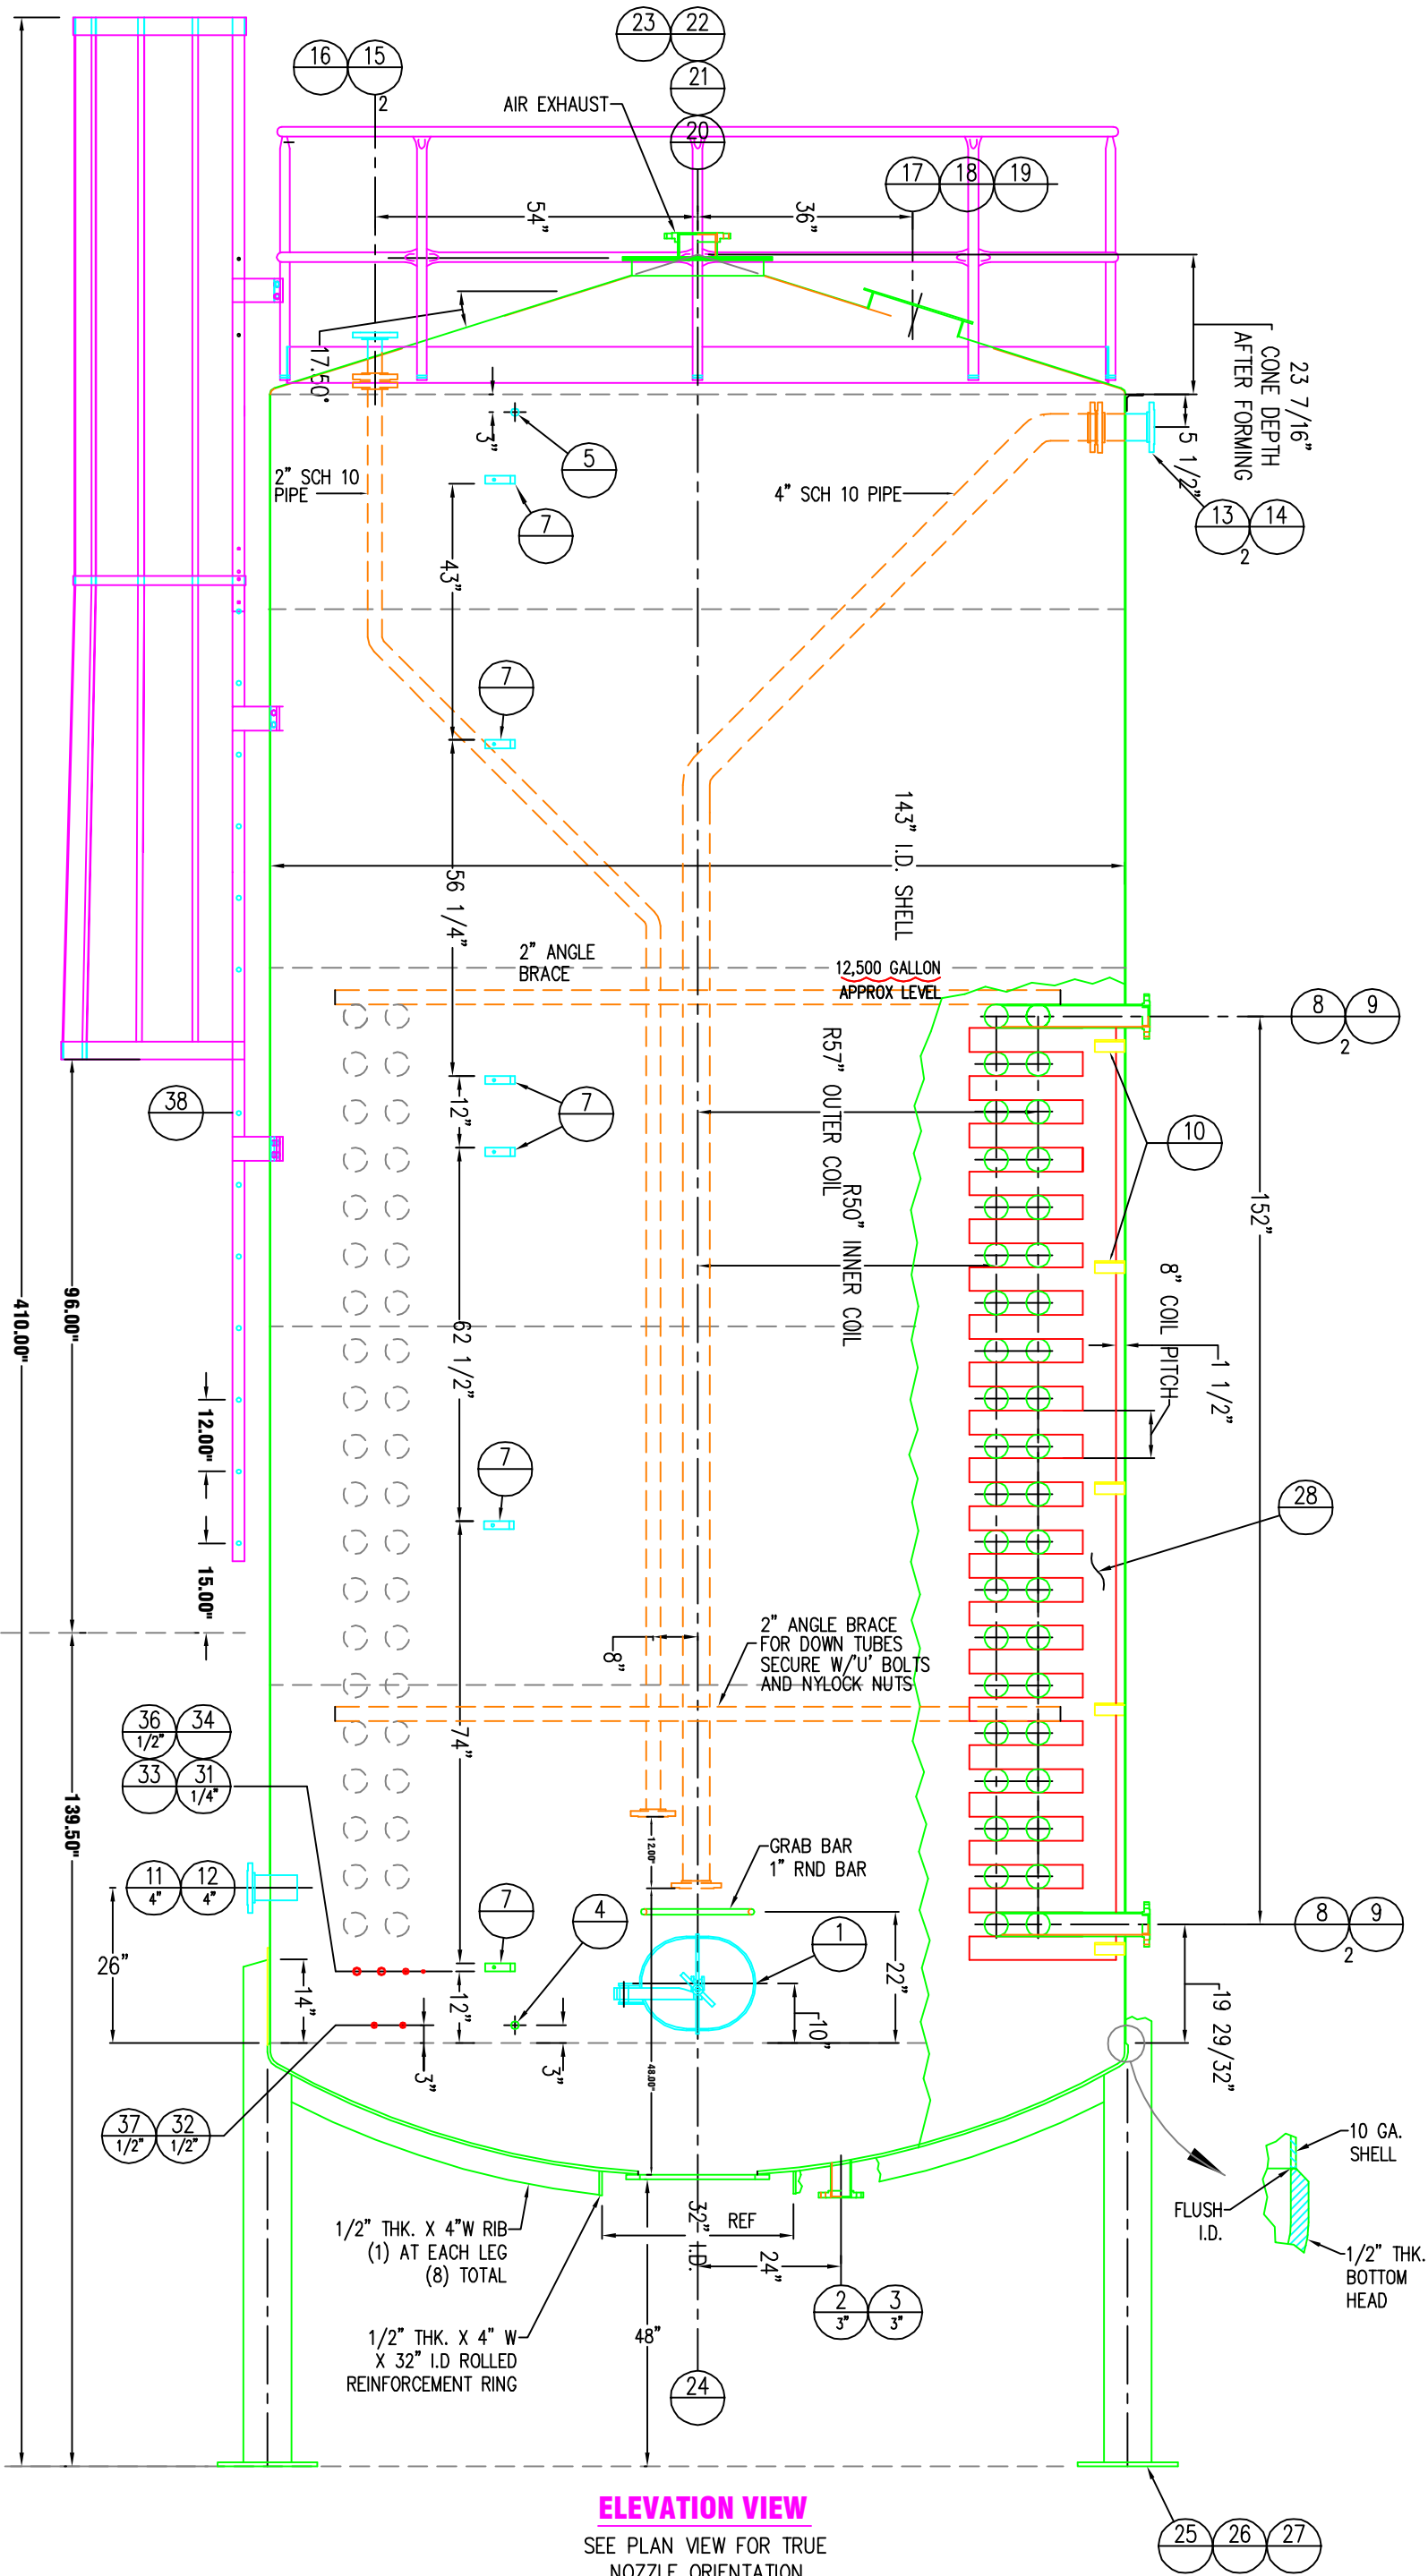 23
22
21
20
16
15
2
AIR EXHAUST
17
18
19
54"
36"
17.50°
23 7/16"
CONE DEPTH
AFTER FORMING
5 1/2"
13
14
2
3"
5
2" SCH 10
PIPE
7
4" SCH 10 PIPE
43"
7
143" I.D. SHELL
56 1/4"
2" ANGLE
BRACE
12,500 GALLON
APPROX LEVEL
8
9
2
R57" OUTER COIL
R50" INNER COIL
38
12"
7
10
152"
8" COIL PITCH
1 1/2"
62 1/2"
96.00"
410.00"
12.00"
15.00"
7
28
8"
2" ANGLE BRACE
FOR DOWN TUBES
SECURE W/'U' BOLTS
AND NYLOCK NUTS
74"
36
1/2"
34
33
31
1/4"
139.50"
12.00"
GRAB BAR
1" RND BAR
11
4"
12
4"
7
4
1
22"
8
9
2
26"
14"
12"
10"
19 29/32"
3"
3"
48.00"
37
1/2"
32
1/2"
10 GA.
SHELL
FLUSH
I.D.
1/2" THK.
BOTTOM
HEAD
1/2" THK. X 4"W RIB
(1) AT EACH LEG
(8) TOTAL
32" I.D.
REF
24"
2
3"
3
3"
1/2" THK. X 4" W
X 32" I.D ROLLED
REINFORCEMENT RING
48"
24
ELEVATION VIEW
SEE PLAN VIEW FOR TRUE
NOZZLE ORIENTATION
25
26
27